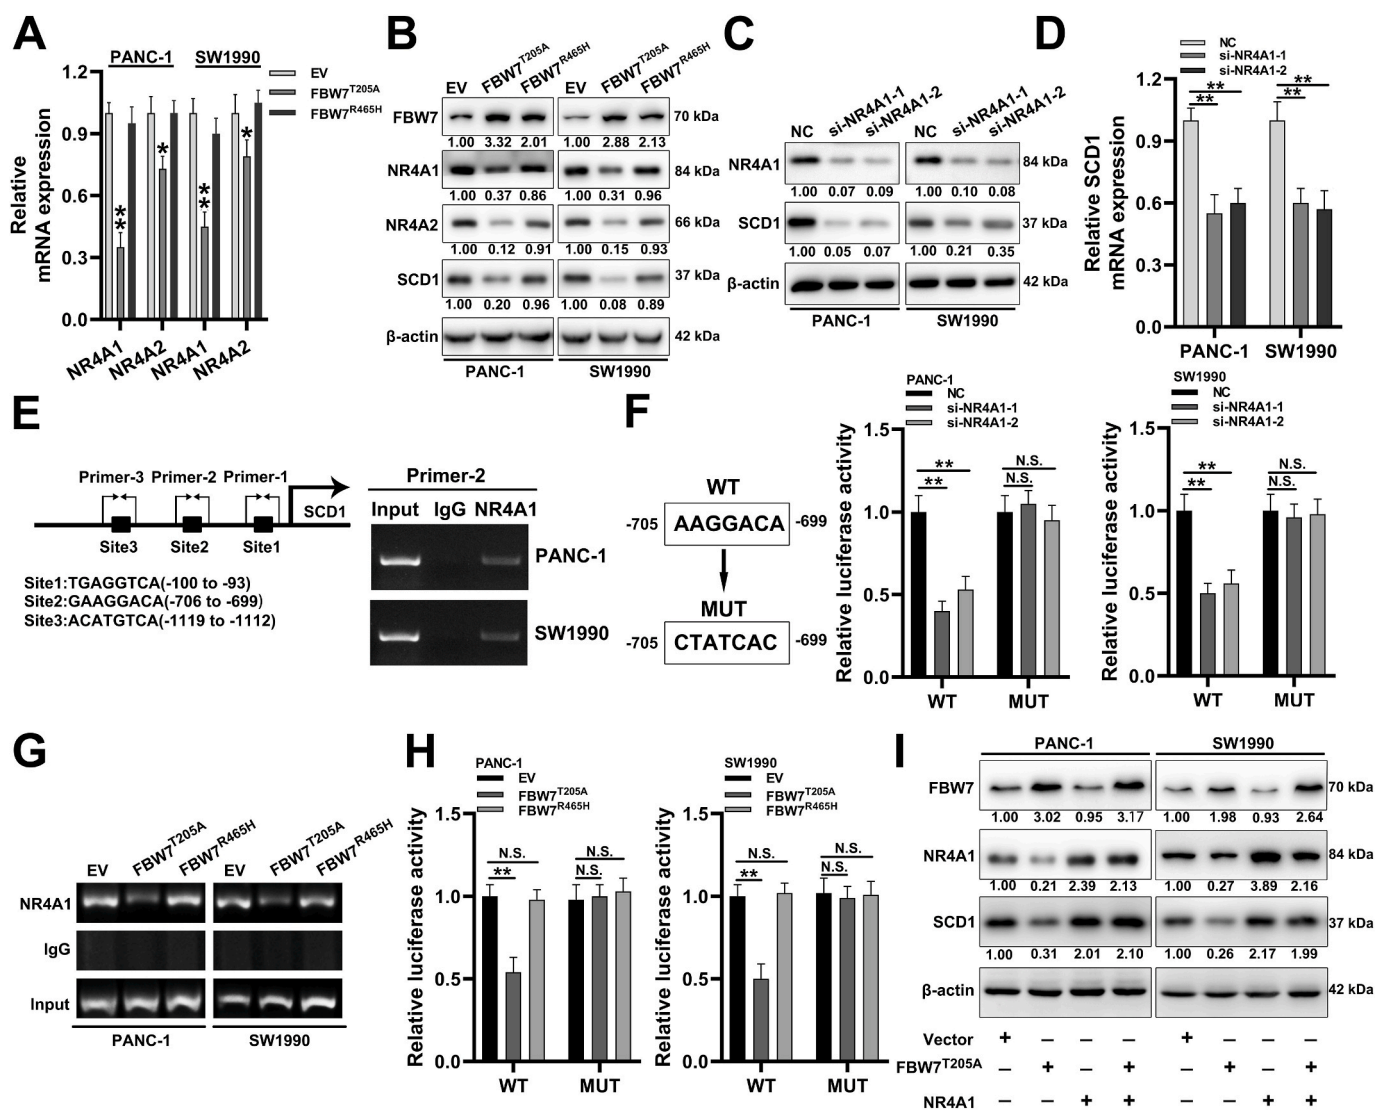 A
PANC-1 SW1990
EV
FBW7T205A
FBW7R465H
Relative
mRNA expression
1.2
0.9
0.6
0.3
0.0
** * ** *
NR4A1 NR4A2 NR4A1 NR4A2
B
EV FBW7T205A FBW7R465H EV FBW7T205A FBW7R465H
FBW7 70 kDa
1.00 3.32 2.01 1.00 2.88 2.13
NR4A1 84 kDa
1.00 0.37 0.86 1.00 0.31 0.96
NR4A2 66 kDa
1.00 0.12 0.91 1.00 0.15 0.93
SCD1 37 kDa
1.00 0.20 0.96 1.00 0.08 0.89
β-actin 42 kDa
PANC-1 SW1990
C
NC si-NR4A1-1 si-NR4A1-2 NC si-NR4A1-1 si-NR4A1-2
NR4A1 84 kDa
1.00 0.07 0.09 1.00 0.10 0.08
SCD1 37 kDa
1.00 0.05 0.07 1.00 0.21 0.35
β-actin 42 kDa
PANC-1 SW1990
D
NC
si-NR4A1-1
si-NR4A1-2
Relative SCD1
mRNA expression
1.2
0.9
0.6
0.3
0.0
** **
** **
PANC-1 SW1990
E
Primer-3 Primer-2 Primer-1
SCD1
Site3 Site2 Site1
Site1:TGAGGTCA(-100 to -93)
Site2:GAAGGACA(-706 to -699)
Site3:ACATGTCA(-1119 to -1112)
Primer-2
Input IgG NR4A1
PANC-1
SW1990
F
WT
-705 AAGGACA -699
MUT
-705 CTATCAC -699
PANC-1
NC
si-NR4A1-1
si-NR4A1-2
Relative luciferase activity
1.5
1.0
0.5
0.0
** N.S.
** N.S.
WT MUT
SW1990
NC
si-NR4A1-1
si-NR4A1-2
Relative luciferase activity
1.5
1.0
0.5
0.0
** N.S.
** N.S.
WT MUT
G
EV FBW7T205A FBW7R465H EV FBW7T205A FBW7R465H
NR4A1
IgG
Input
PANC-1 SW1990
H
PANC-1
EV
FBW7T205A
FBW7R465H
Relative luciferase activity
1.5
1.0
0.5
0.0
N.S. N.S.
** N.S.
WT MUT
SW1990
EV
FBW7T205A
FBW7R465H
Relative luciferase activity
1.5
1.0
0.5
0.0
N.S. N.S.
** N.S.
WT MUT
I
PANC-1 SW1990
FBW7 70 kDa
1.00 3.02 0.95 3.17 1.00 1.98 0.93 2.64
NR4A1 84 kDa
1.00 0.21 2.39 2.13 1.00 0.27 3.89 2.16
SCD1 37 kDa
1.00 0.31 2.01 2.10 1.00 0.26 2.17 1.99
β-actin 42 kDa
Vector + – – – + – – –
FBW7T205A – + – + – + – +
NR4A1 – – + + – – + +